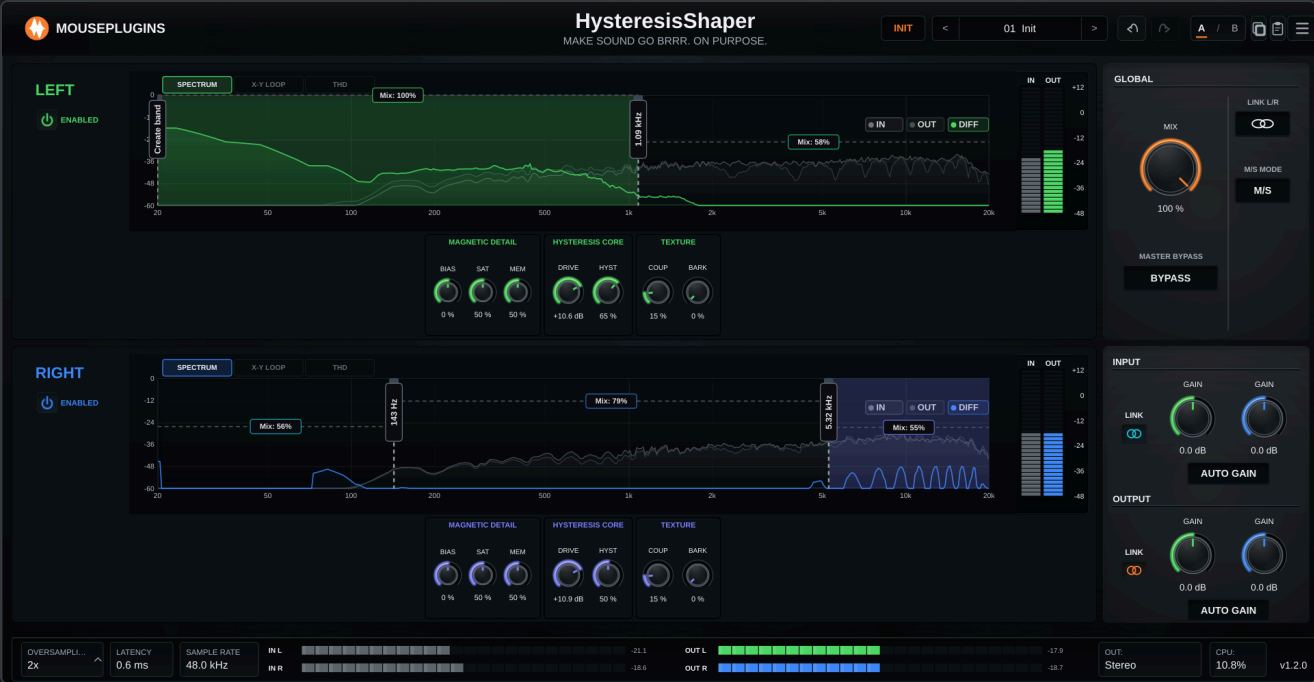 MOUSEPLUGINS
HysteresisShaper
MAKE SOUND GO BRRR. ON PURPOSE.
INIT
<
01 Init
>
A / B
LEFT
ENABLED
SPECTRUM X-Y LOOP THD
Mix: 100%
Create band
1.09 kHz
IN OUT DIFF
Mix: 58%
0
-36
-48
-60
20 50 100 200 500 1k 2k 5k 10k 20k
IN OUT
+12
0
-12
-24
-36
-48
MAGNETIC DETAIL HYSTERESIS CORE TEXTURE
BIAS SAT MEM DRIVE HYST COUP BARK
0 % 50 % 50 % +10.6 dB 65 % 15 % 0 %
GLOBAL
LINK L/R
MIX
100 %
M/S MODE
M/S
MASTER BYPASS
BYPASS
RIGHT
ENABLED
SPECTRUM X-Y LOOP THD
143 Hz
Mix: 79%
5.32 kHz
IN OUT DIFF
Mix: 56%
Mix: 55%
0
-12
-24
-36
-48
-60
20 50 100 200 500 1k 2k 5k 10k 20k
IN OUT
+12
0
-12
-24
-36
-48
MAGNETIC DETAIL HYSTERESIS CORE TEXTURE
BIAS SAT MEM DRIVE HYST COUP BARK
0 % 50 % 50 % +10.9 dB 50 % 15 % 0 %
INPUT
GAIN GAIN
LINK
0.0 dB 0.0 dB
AUTO GAIN
OUTPUT
GAIN GAIN
LINK
0.0 dB 0.0 dB
AUTO GAIN
OVERSAMPLI...
2x
LATENCY
0.6 ms
SAMPLE RATE
48.0 kHz
IN L -21.1
IN R -18.6
OUT L -17.9
OUT R -18.7
OUT:
Stereo
CPU:
10.8%
v1.2.0